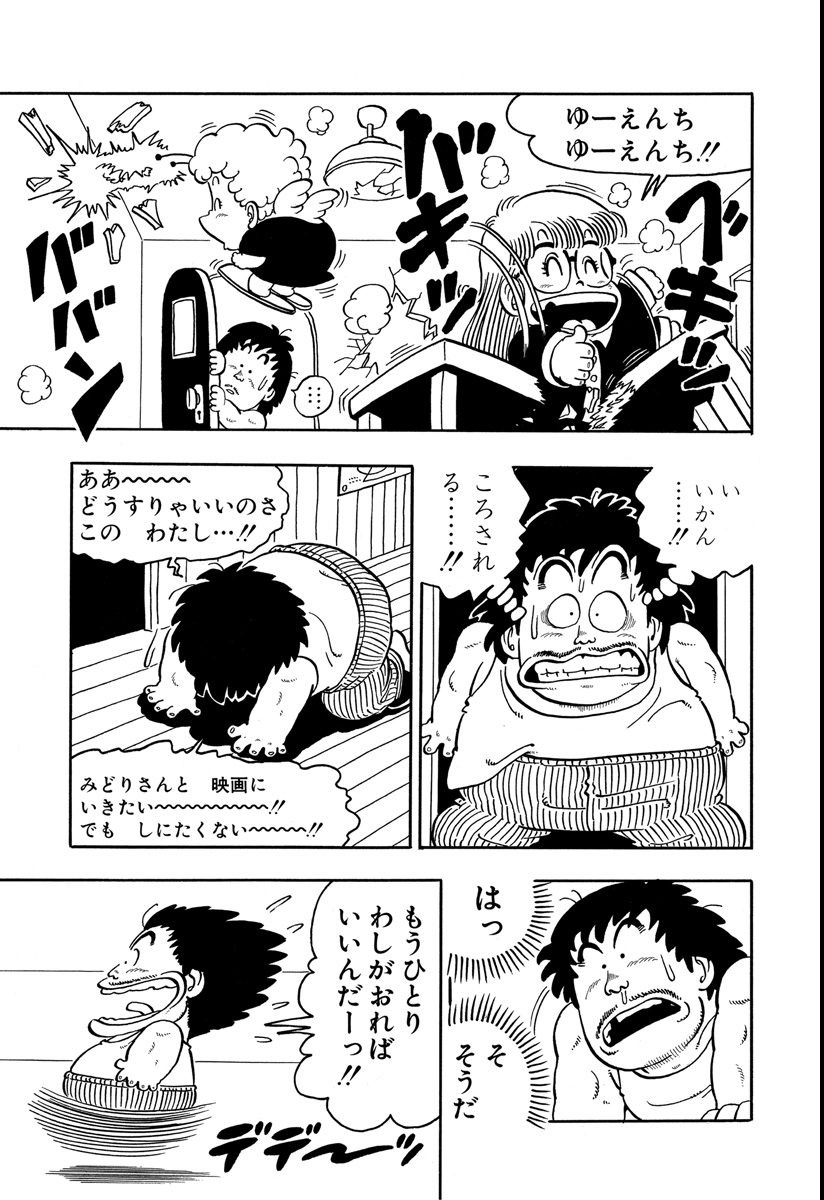 ゆーえんち
ゆーえんち!!
ベキッ
バキッ
ババン
……
い
いかん
……!!
ころされ
る……!!
ああ～～～～～
どうすりゃいいのさ
この わたし…!!
みどりさんと 映画に
いきたい～～～～～～～!!
でも しにたくない～～～～!!
はっ
そ
そうだ
もうひとり
わしがおれば
いいんだーっ!!
デデ～ッ